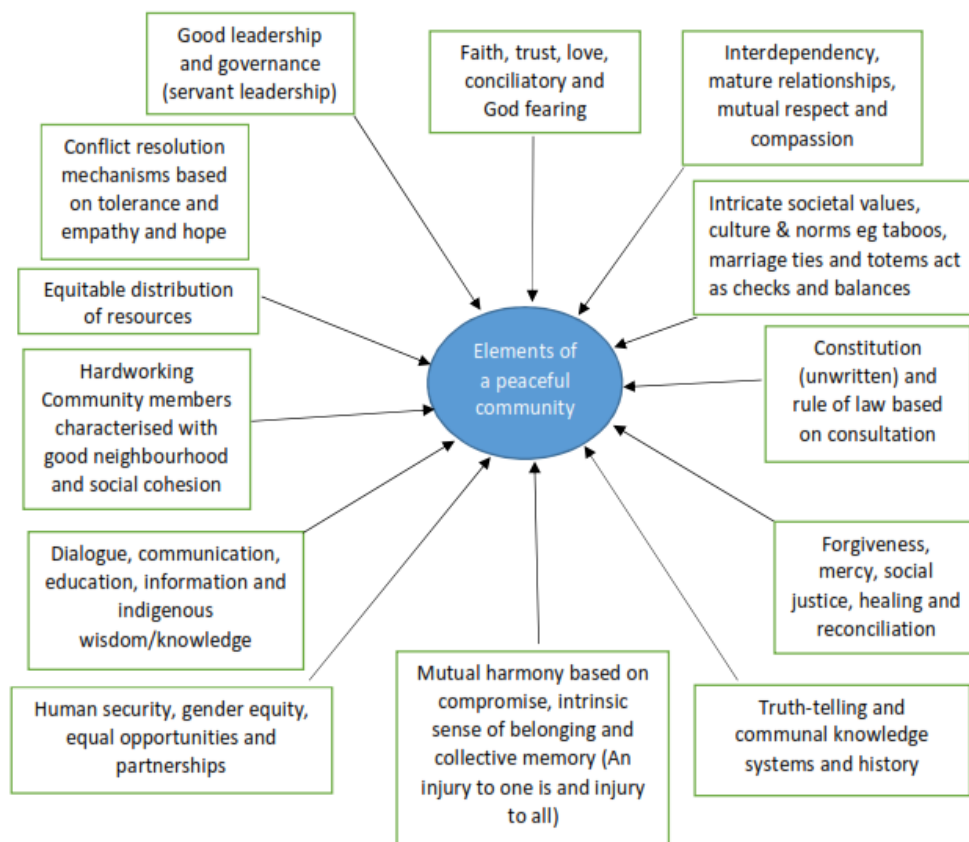 Good leadership
and governance
(servant leadership)
Faith, trust, love,
conciliatory and
God fearing
Interdependency,
mature relationships,
mutual respect and
compassion
Conflict resolution
mechanisms based
on tolerance and
empathy and hope
Intricate societal values,
culture & norms eg taboos,
marriage ties and totems act
as checks and balances
Equitable distribution
of resources
Elements of
a peaceful
community
Constitution
(unwritten) and
rule of law based
on consultation
Hardworking
Community members
characterised with
good neighbourhood
and social cohesion
Dialogue, communication,
education, information and
indigenous
wisdom/knowledge
Forgiveness,
mercy, social
justice, healing and
reconciliation
Human security, gender equity,
equal opportunities and
partnerships
Mutual harmony based on
compromise, intrinsic
sense of belonging and
collective memory (An
injury to one is and injury
to all)
Truth-telling and
communal knowledge
systems and history